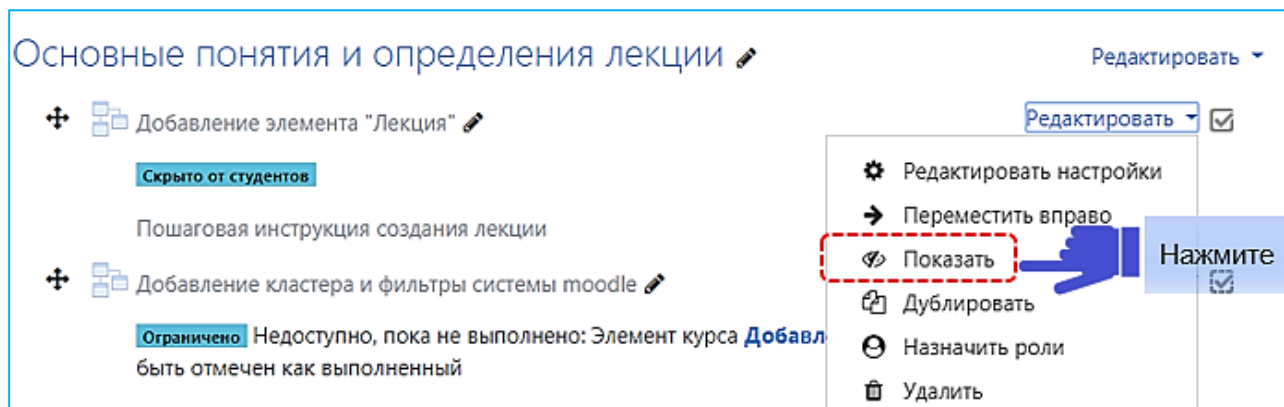 Основные понятия и определения лекции
Редактировать
Добавление элемента "Лекция"
Редактировать
Скрыто от студентов
Редактировать настройки
Переместить вправо
Пошаговая инструкция создания лекции
Показать
Нажмите
Добавление кластера и фильтры системы moodle
Дублировать
Ограничено Недоступно, пока не выполнено: Элемент курса
быть отмечен как выполненный
Назначить роли
Удалить